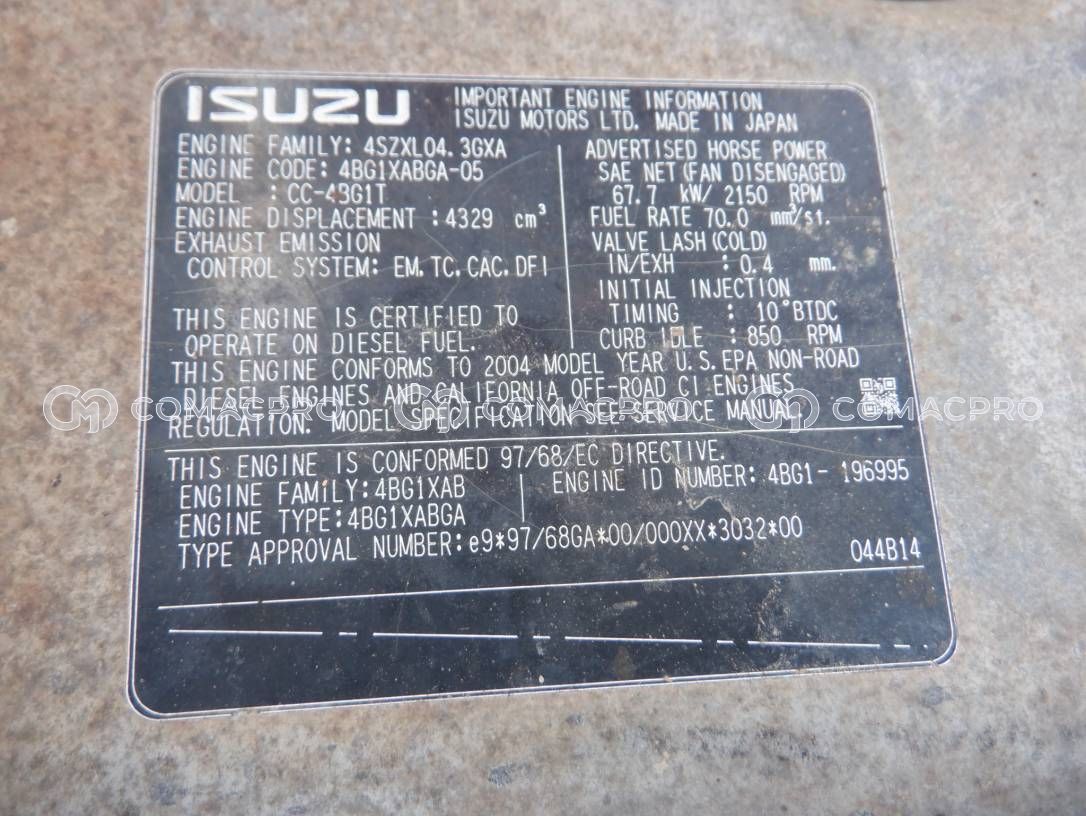 ISUZU
IMPORTANT ENGINE INFORMATION
ISUZU MOTORS LTD. MADE IN JAPAN
ENGINE FAMILY: 4SZXL04.3GXA
ENGINE CODE: 4BG1XABGA-05
MODEL : CC-4BG1T
ENGINE DISPLACEMENT :4329 cm³
EXHAUST EMISSION
CONTROL SYSTEM: EM.TC.CAC.DFI
THIS ENGINE IS CERTIFIED TO
OPERATE ON DIESEL FUEL.
ADVERTISED HORSE POWER
SAE NET(FAN DISENGAGED)
67.7 kW/ 2150 RPM
FUEL RATE 70.0 mm³/st.
VALVE LASH(COLD)
IN/EXH : 0.4 mm.
INITIAL INJECTION
TIMING : 10°BTDC
CURB IDLE : 850 RPM
THIS ENGINE CONFORMS TO 2004 MODEL YEAR U.S.EPA NON-ROAD
DIESEL ENGINES AND CALIFORNIA OFF-ROAD CI ENGINES
REGULATION. MODEL SPECIFICATION SEE SERVICE MANUAL
COMACPRO COMACPRO COMACPRO
THIS ENGINE IS CONFORMED 97/68/EC DIRECTIVE.
ENGINE FAMILY:4BG1XAB
ENGINE TYPE:4BG1XABGA
ENGINE ID NUMBER: 4BG1- 196995
TYPE APPROVAL NUMBER:e9*97/68GA*00/000XX*3032*00
044B14